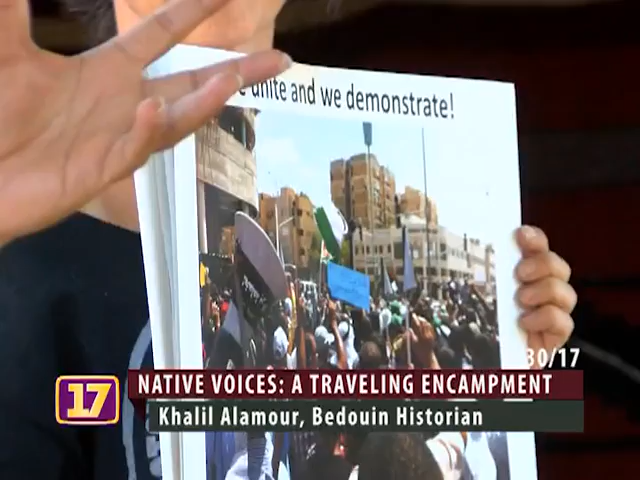 unite and we demonstrate!
30/17
17 NATIVE VOICES: A TRAVELING ENCAMPMENT
Khalil Alamour, Bedouin Historian